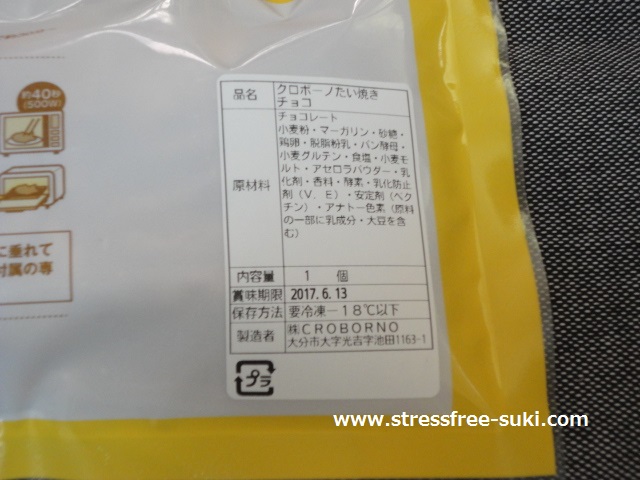 約40秒
(500W)
に垂れて
付属の専
品名 クロボーノたい焼き
チョコ
原材料 チョコレート
小麦粉・マーガリン・砂糖・
鶏卵・脱脂粉乳・パン酵母・
小麦グルテン・食塩・小麦モ
ルト・アセロラパウダー・乳
化剤・香料・酵素・乳化防止
剤(V.E)・安定剤(ペク
チン)・アナトー色素(原料
の一部に乳成分・大豆を含
む)
内容量 1 個
賞味期限 2017.6.13
保存方法 要冷凍-18℃以下
製造者 ㈱CROBORNO
大分市大字光吉字池田1163-1
プラ
www.stressfree-suki.com